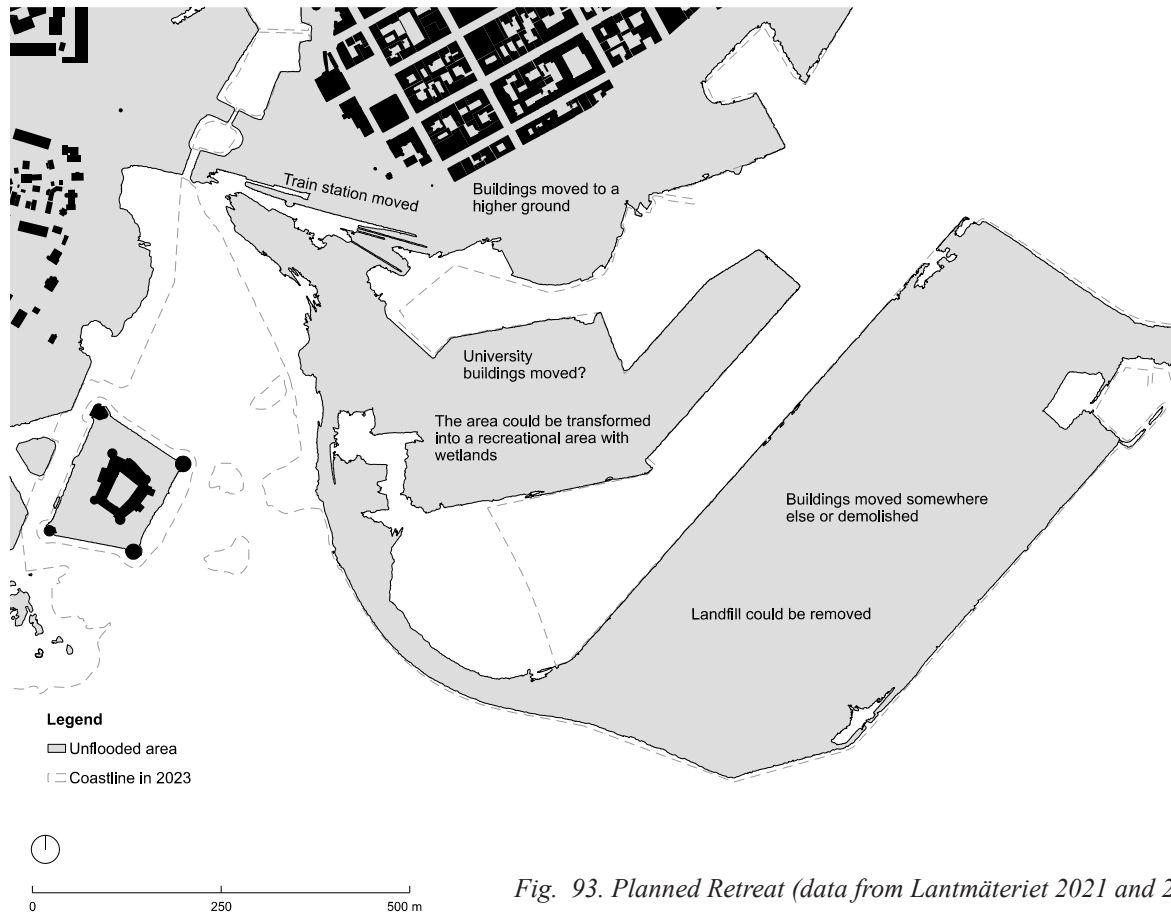 Train station moved
Buildings moved to a
higher ground
University
buildings moved?
The area could be transformed
into a recreational area with
wetlands
Buildings moved somewhere
else or demolished
Landfill could be removed
Legend
Unflooded area
Coastline in 2023
0 250 500 m
Fig. 93. Planned Retreat (data from Lantmäteriet 2021 and 2